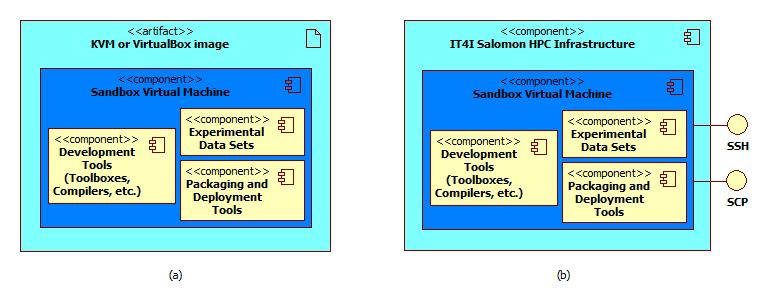 <<artifact>>
KVM or VirtualBox image
<<component>>
Sandbox Virtual Machine
<<component>>
Development
Tools
(Toolboxes,
Compilers, etc.)
<<component>>
Experimental
Data Sets
<<component>>
Packaging and
Deployment
Tools
(a)
<<component>>
IT4I Salomon HPC Infrastructure
<<component>>
Sandbox Virtual Machine
<<component>>
Development
Tools
(Toolboxes,
Compilers, etc.)
<<component>>
Experimental
Data Sets
<<component>>
Packaging and
Deployment
Tools
SSH
SCP
(b)